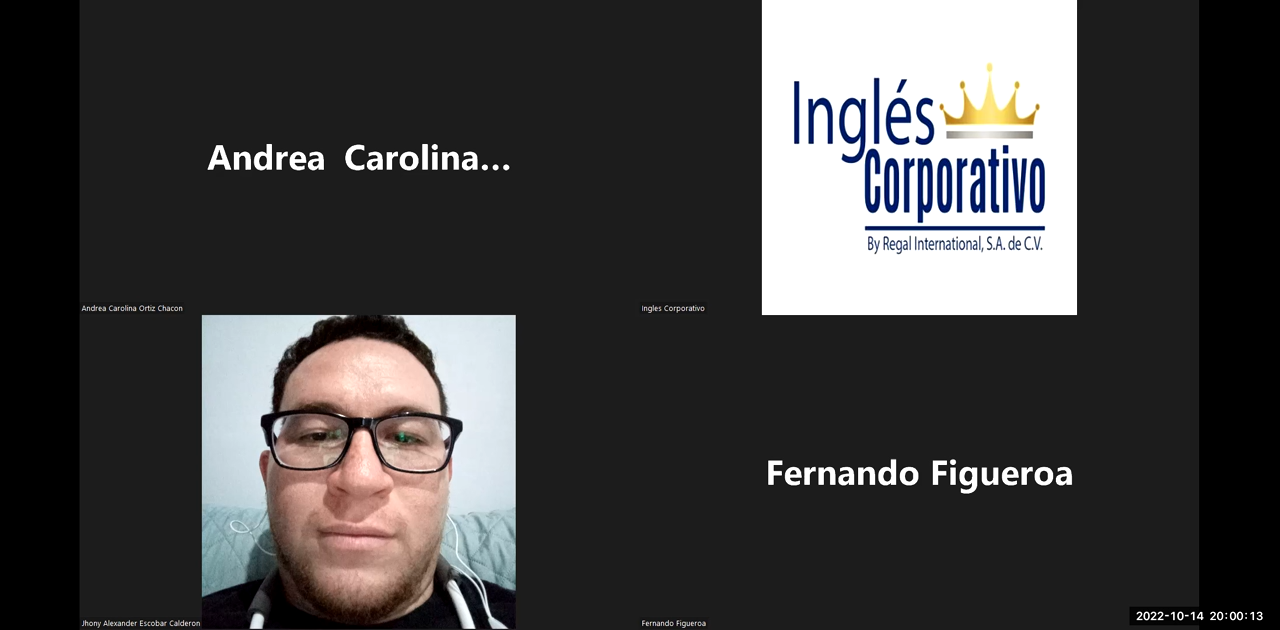 Andrea Carolina...
Inglés
Corporativo
By Regal International, S.A. de C.V.
Andrea Carolina Ortiz Chacon
Ingles Corporativo
Fernando Figueroa
Jhony Alexander Escobar Calderon
Fernando Figueroa
2022-10-14 20:00:13